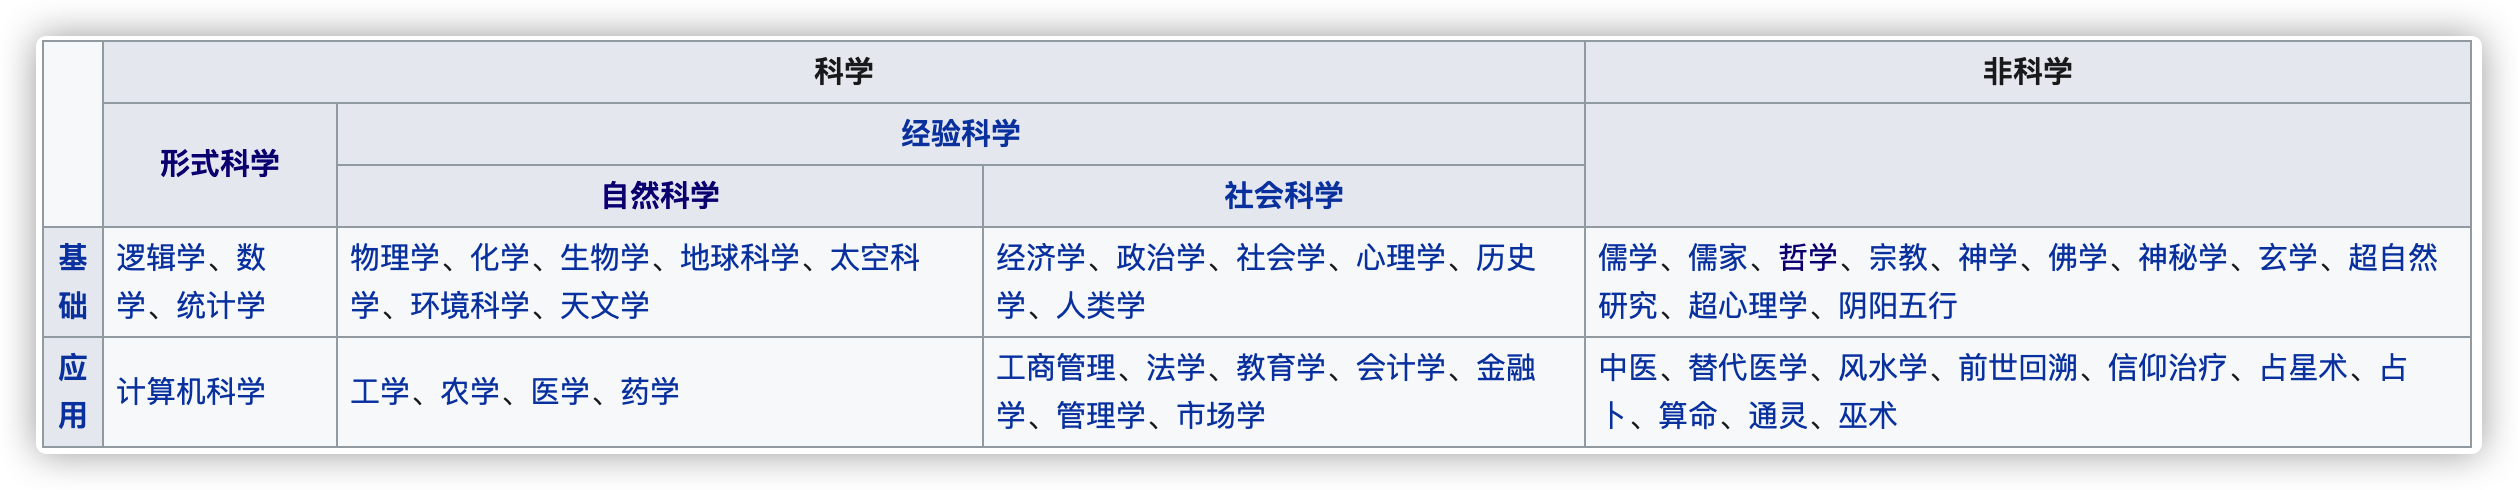 科学
非科学
形式科学
经验科学
自然科学
社会科学
基
础
逻辑学、数
学、统计学
物理学、化学、生物学、地球科学、太空科
学、环境科学、天文学
经济学、政治学、社会学、心理学、历史
学、人类学
儒学、儒家、哲学、宗教、神学、佛学、神秘学、玄学、超自然
研究、超心理学、阴阳五行
应
用
计算机科学
工学、农学、医学、药学
工商管理、法学、教育学、会计学、金融
学、管理学、市场学
中医、替代医学、风水学、前世回溯、信仰治疗、占星术、占
卜、算命、通灵、巫术